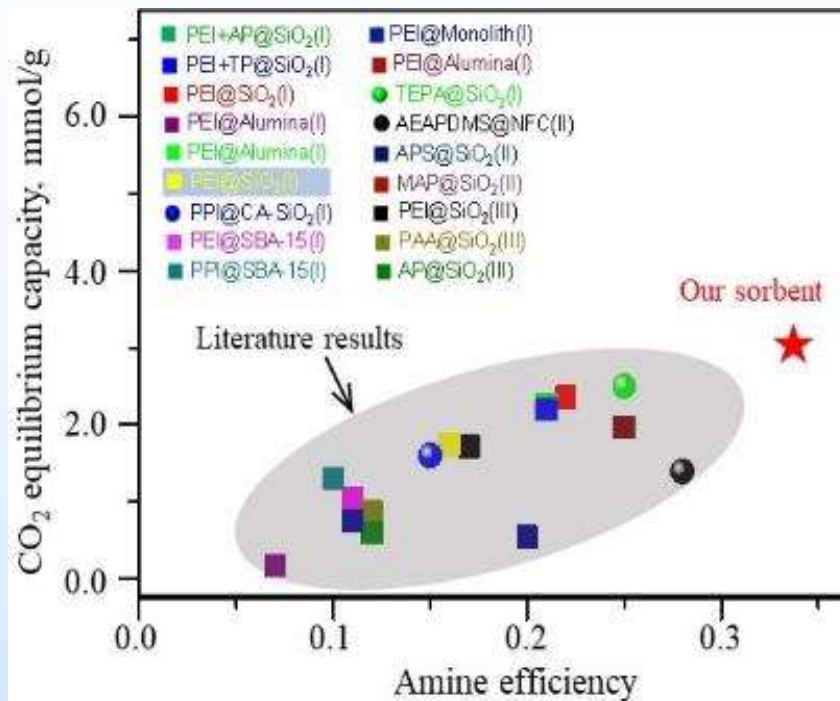 PEI+AP@SiO₂(I)
PEI@Monolith(I)
PEI+TP@SiO₂(I)
PEI@Alumina(I)
PEI@SiO₂(I)
TEPA@SiO₂(I)
PEI@Alumina(I)
AEAPDMS@NFC(II)
PEI@Alumina(I)
APS@SiO₂(II)
PEI@SiO₂(I)
MAP@SiO₂(II)
PPI@CA-SiO₂(I)
PEI@SiO₂(III)
PEI@SBA-15(I)
PAA@SiO₂(III)
PPI@SBA-15(I)
AP@SiO₂(III)
CO₂ equilibrium capacity, mmol/g
6.0
4.0
2.0
0.0
Our sorbent
Literature results
0.0
0.1
0.2
0.3
Amine efficiency